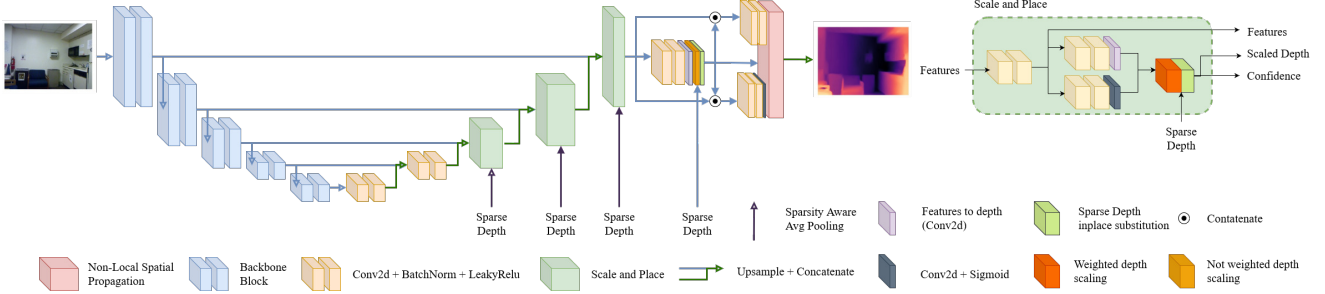 Scale and Place
Features
Features
Scaled Depth
Confidence
Sparse
Depth
Sparse
Depth
Sparse
Depth
Sparse
Depth
Sparse
Depth
Sparsity Aware
Avg Pooling
Features to depth
(Conv2d)
Sparse Depth
inplace substitution
Concatenate
Non-Local Spatial
Propagation
Backbone
Block
Conv2d + BatchNorm + LeakyRelu
Scale and Place
Upsample + Concatenate
Conv2d + Sigmoid
Weighted depth
scaling
Not weighted depth
scaling